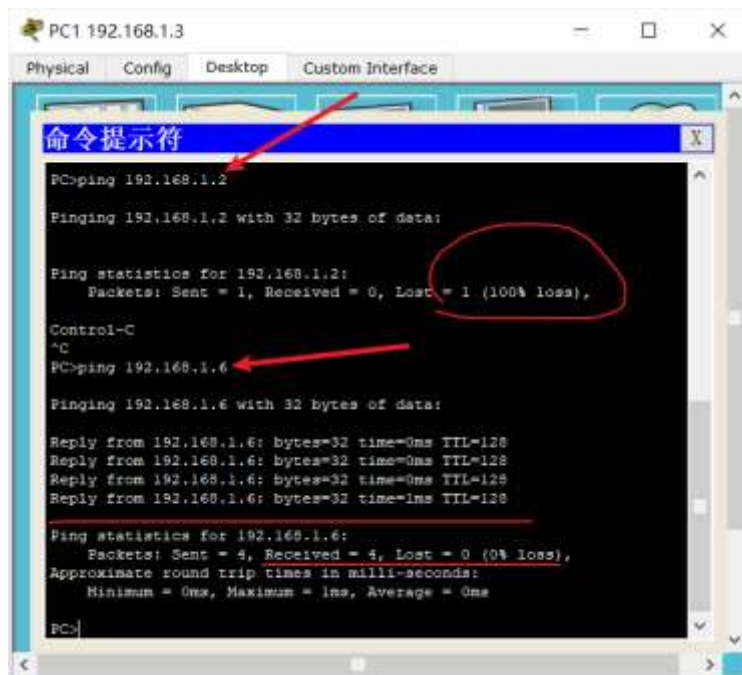 PC1 192.168.1.3
Physical Config Desktop Custom Interface
命令提示符 X
PC>ping 192.168.1.2
Pinging 192.168.1.2 with 32 bytes of data:
Ping statistics for 192.168.1.2:
Packets: Sent = 1, Received = 0, Lost = 1 (100% loss),
Control-C
^C
PC>ping 192.168.1.6
Pinging 192.168.1.6 with 32 bytes of data:
Reply from 192.168.1.6: bytes=32 time=0ms TTL=128
Reply from 192.168.1.6: bytes=32 time=0ms TTL=128
Reply from 192.168.1.6: bytes=32 time=0ms TTL=128
Reply from 192.168.1.6: bytes=32 time=1ms TTL=128
Ping statistics for 192.168.1.6:
Packets: Sent = 4, Received = 4, Lost = 0 (0% loss),
Approximate round trip times in milli-seconds:
Minimum = 0ms, Maximum = 1ms, Average = 0ms
PC>